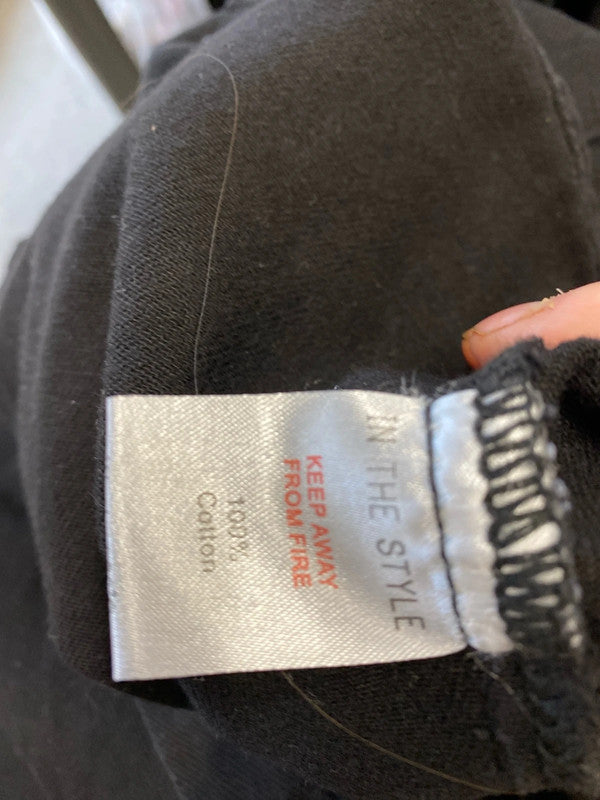 IN THE STYLE
KEEP AWAY
FROM FIRE
100%
Cotton